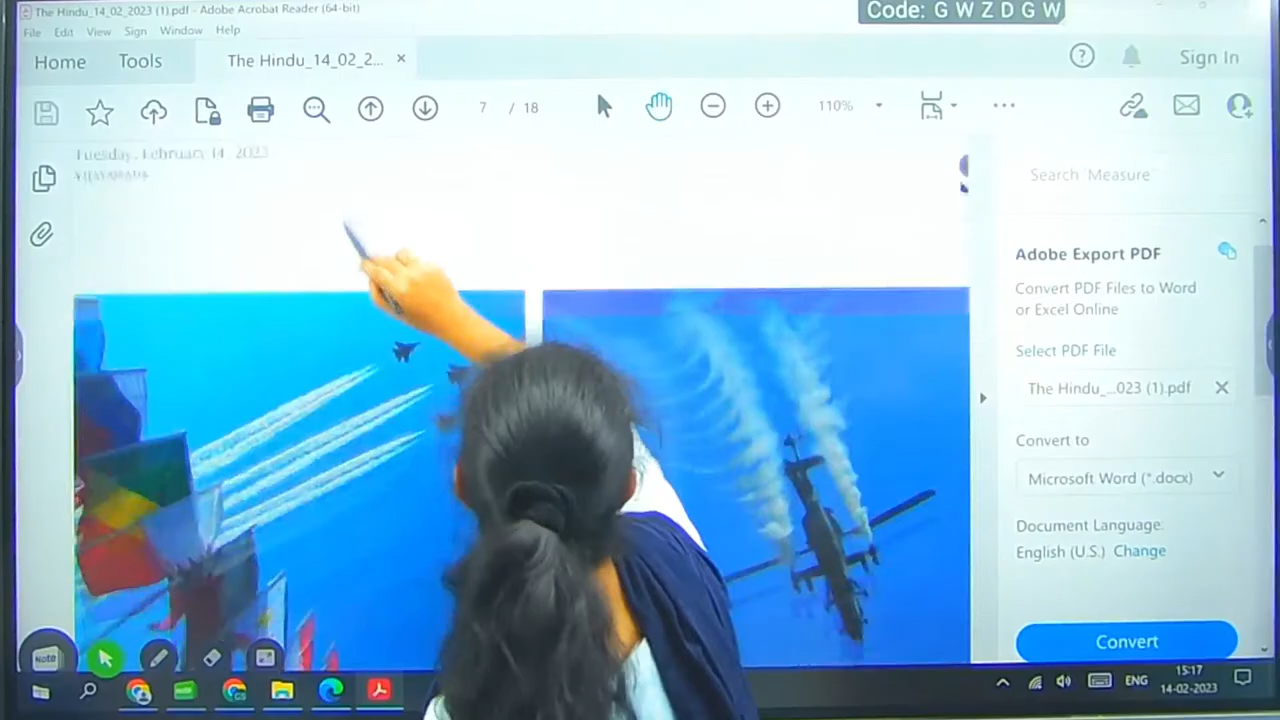 The Hindu_14_02_2023 (1).pdf - Adobe Acrobat Reader (64-bit)
Code: G W Z D G W
File Edit View Sign Window Help
Home Tools The Hindu_14_02_2... ×
Sign In
7 / 18
110%
Tuesday, February 14, 2023
Search 'Measure'
Adobe Export PDF
Convert PDF Files to Word
or Excel Online
Select PDF File
The Hindu_...023 (1).pdf
Convert to
Microsoft Word (*.docx)
Document Language:
English (U.S.) Change
Convert
Note
ENG
15:17
14-02-2023